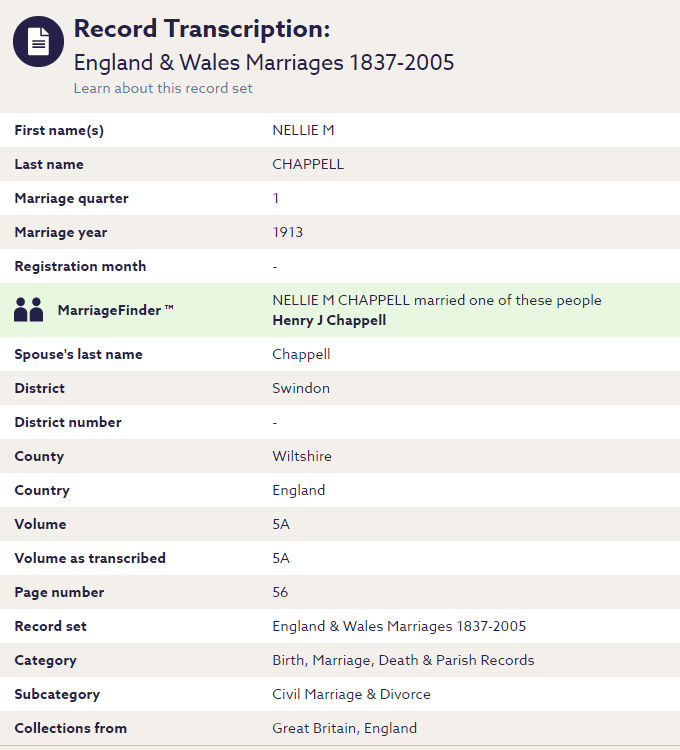 Record Transcription:
England & Wales Marriages 1837-2005
Learn about this record set
First name(s) NELLIE M
Last name CHAPPELL
Marriage quarter 1
Marriage year 1913
Registration month -
MarriageFinder ™ NELLIE M CHAPPELL married one of these people
Henry J Chappell
Spouse's last name Chappell
District Swindon
District number -
County Wiltshire
Country England
Volume 5A
Volume as transcribed 5A
Page number 56
Record set England & Wales Marriages 1837-2005
Category Birth, Marriage, Death & Parish Records
Subcategory Civil Marriage & Divorce
Collections from Great Britain, England